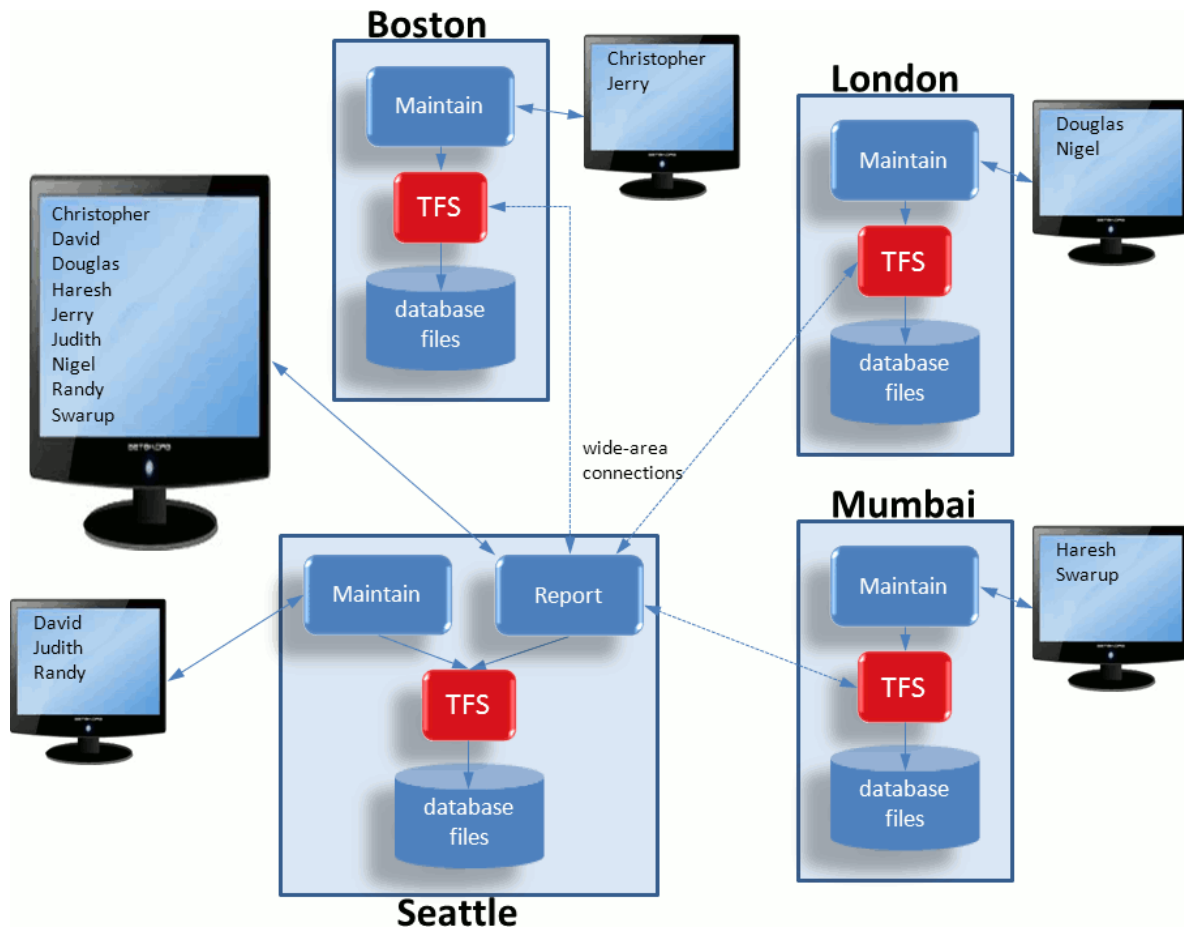 Boston
Maintain
TFS
database
files
Christopher
Jerry
London
Maintain
TFS
database
files
Douglas
Nigel
Christopher
David
Douglas
Haresh
Jerry
Judith
Nigel
Randy
Swarup
wide-area
connections
Mumbai
Maintain
TFS
database
files
Haresh
Swarup
David
Judith
Randy
Maintain
Report
TFS
database
files
Seattle